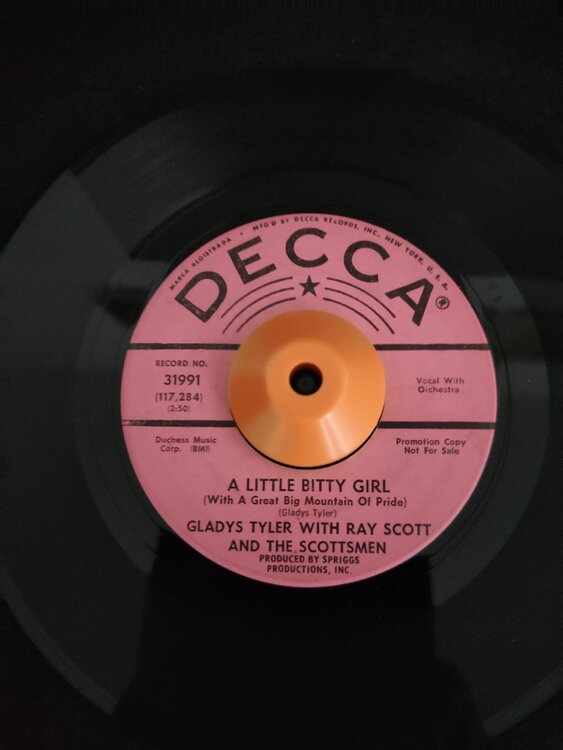 MARCA REGISTRADA • MFG'D BY DECCA RECORDS, INC., NEW YORK, U. S. A.
DECCA®
RECORD NO.
31991
(117,284)
(2:50)
Vocal With
Orchestra
Duchess Music
Corp. (BMI)
Promotion Copy
Not For Sale
A LITTLE BITTY GIRL
(With A Great Big Mountain Of Pride)
(Gladys Tyler)
GLADYS TYLER WITH RAY SCOTT
AND THE SCOTTSMEN
PRODUCED BY SPRIGGS
PRODUCTIONS, INC.